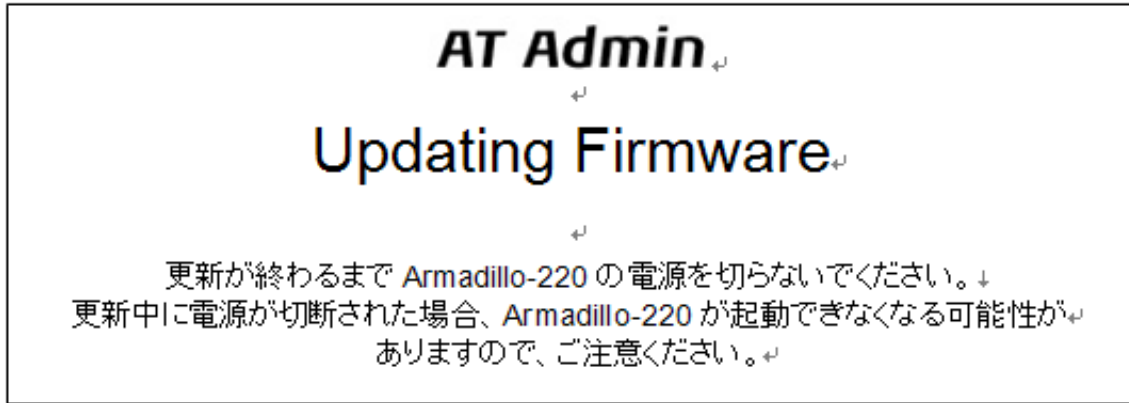 AT Admin
Updating Firmware
更新が終わるまで Armadillo-220 の電源を切らないでください。
更新中に電源が切断された場合、Armadillo-220 が起動できなくなる可能性が
ありますので、ご注意ください。